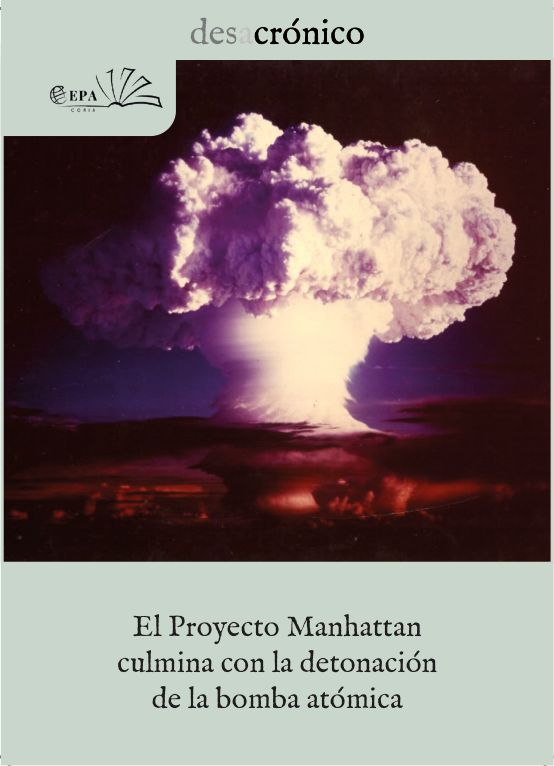 desacrónico
EPA
CORIA
El Proyecto Manhattan
culmina con la detonación
de la bomba atómica